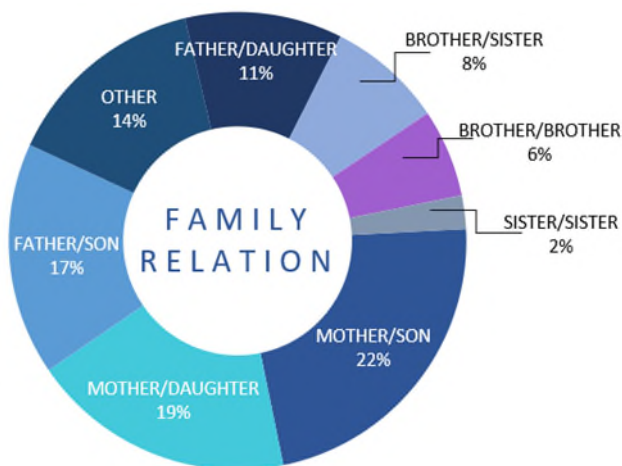 FATHER/DAUGHTER
11%
BROTHER/SISTER
8%
OTHER
14%
BROTHER/BROTHER
6%
SISTER/SISTER
2%
FAMILY
RELATION
FATHER/SON
17%
MOTHER/SON
22%
MOTHER/DAUGHTER
19%